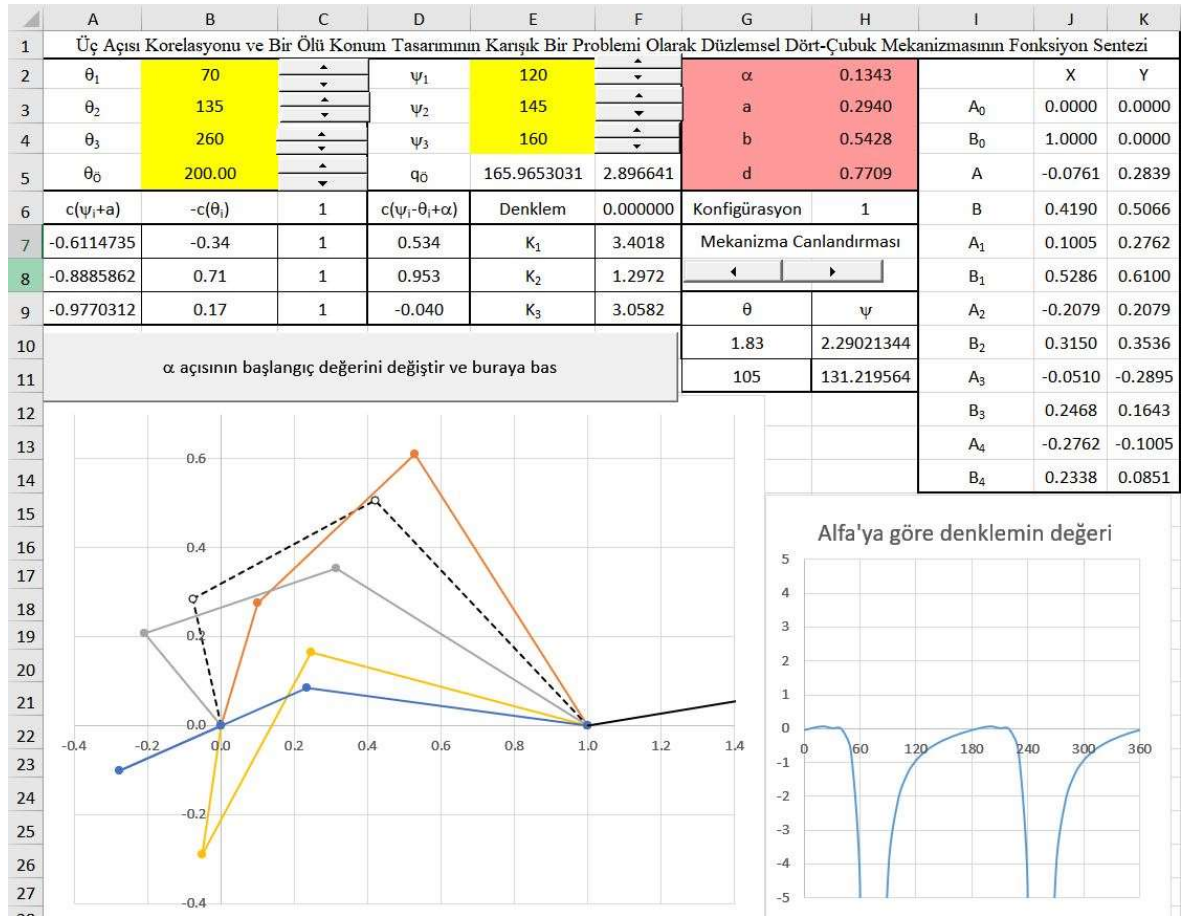 A B C D E F G H I J K
1 Üç Açısı Korelasyonu ve Bir Ölü Konum Tasarımının Karışık Bir Problemi Olarak Düzlemsel Dört-Çubuk Mekanizmasının Fonksiyon Sentezi
2 θ1 70 ψ1 120 α 0.1343 X Y
3 θ2 135 ψ2 145 a 0.2940 A0 0.0000 0.0000
4 θ3 260 ψ3 160 b 0.5428 B0 1.0000 0.0000
5 θÖ 200.00 qÖ 165.9653031 2.896641 d 0.7709 A -0.0761 0.2839
6 c(ψi+a) -c(θi) 1 c(ψi-θi+α) Denklem 0.000000 Konfigürasyon 1 B 0.4190 0.5066
7 -0.6114735 -0.34 1 0.534 K1 3.4018 Mekanizma Canlandırması A1 0.1005 0.2762
8 -0.8885862 0.71 1 0.953 K2 1.2972 B1 0.5286 0.6100
9 -0.9770312 0.17 1 -0.040 K3 3.0582 θ ψ A2 -0.2079 0.2079
10 1.83 2.29021344 B2 0.3150 0.3536
α açısının başlangıç değerini değiştir ve buraya bas
11 105 131.219564 A3 -0.0510 -0.2895
12 B3 0.2468 0.1643
13 A4 -0.2762 -0.1005
14 B4 0.2338 0.0851
15
16
17
18
19
20
21
22
23
24
25
26
27
0.6
0.4
0.2
0.0
-0.4 -0.2 0.0 0.2 0.4 0.6 0.8 1.0 1.2 1.4
-0.2
-0.4
Alfa'ya göre denklemin değeri
5
4
3
2
1
0
0 60 120 180 240 300 360
-1
-2
-3
-4
-5